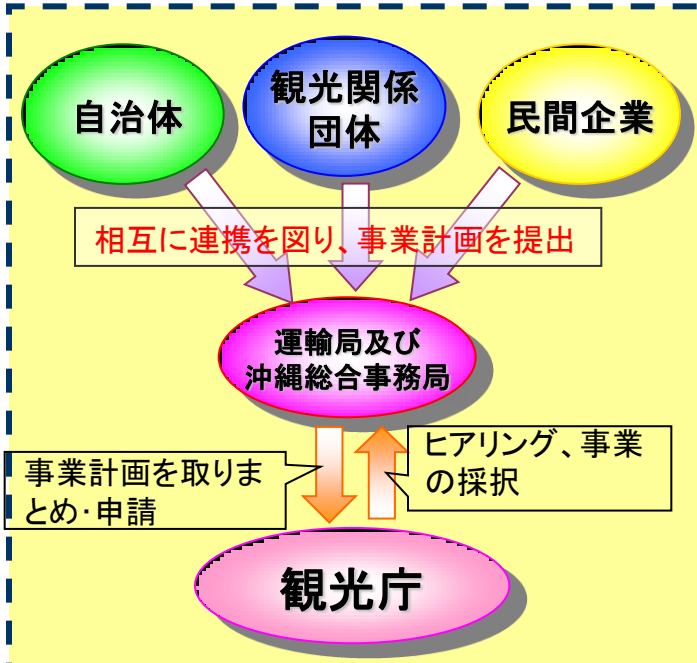 自治体
観光関係
団体
民間企業
相互に連携を図り、事業計画を提出
運輸局及び
沖縄総合事務局
ヒアリング、事業
の採択
事業計画を取りま
とめ・申請
観光庁